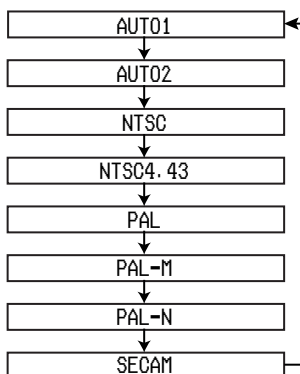 AUTO1
AUTO2
NTSC
NTSC4.43
PAL
PAL-M
PAL-N
SECAM